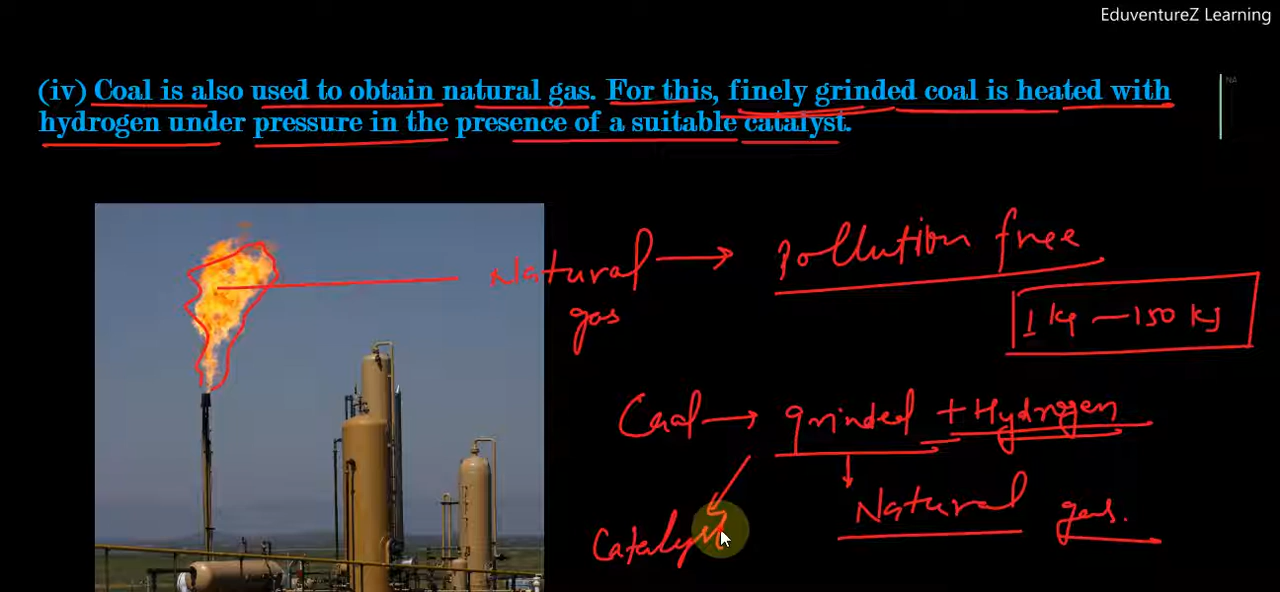 EduventureZ Learning
(iv) Coal is also used to obtain natural gas. For this, finely grinded coal is heated with
hydrogen under pressure in the presence of a suitable catalyst.
NA
Natural → Pollution free
gas
1 kg — 150 kJ
Coal → grinded + Hydrogen
Natural gas.
Catalyst